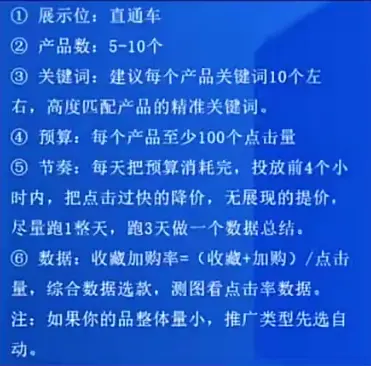 ① 展示位：直通车
② 产品数：5-10个
③ 关键词：建议每个产品关键词10个左
右，高度匹配产品的精准关键词。
④ 预算：每个产品至少100个点击量
⑤ 节奏：每天把预算消耗完，投放前4个小
时内，把点击过快的降价，无展现的提价，
尽量跑1整天，跑3天做一个数据总结。
⑥ 数据：收藏加购率=（收藏+加购）/点击
量，综合数据选款，测图看点击率数据。
注：如果你的品整体量小，推广类型先选自
动。